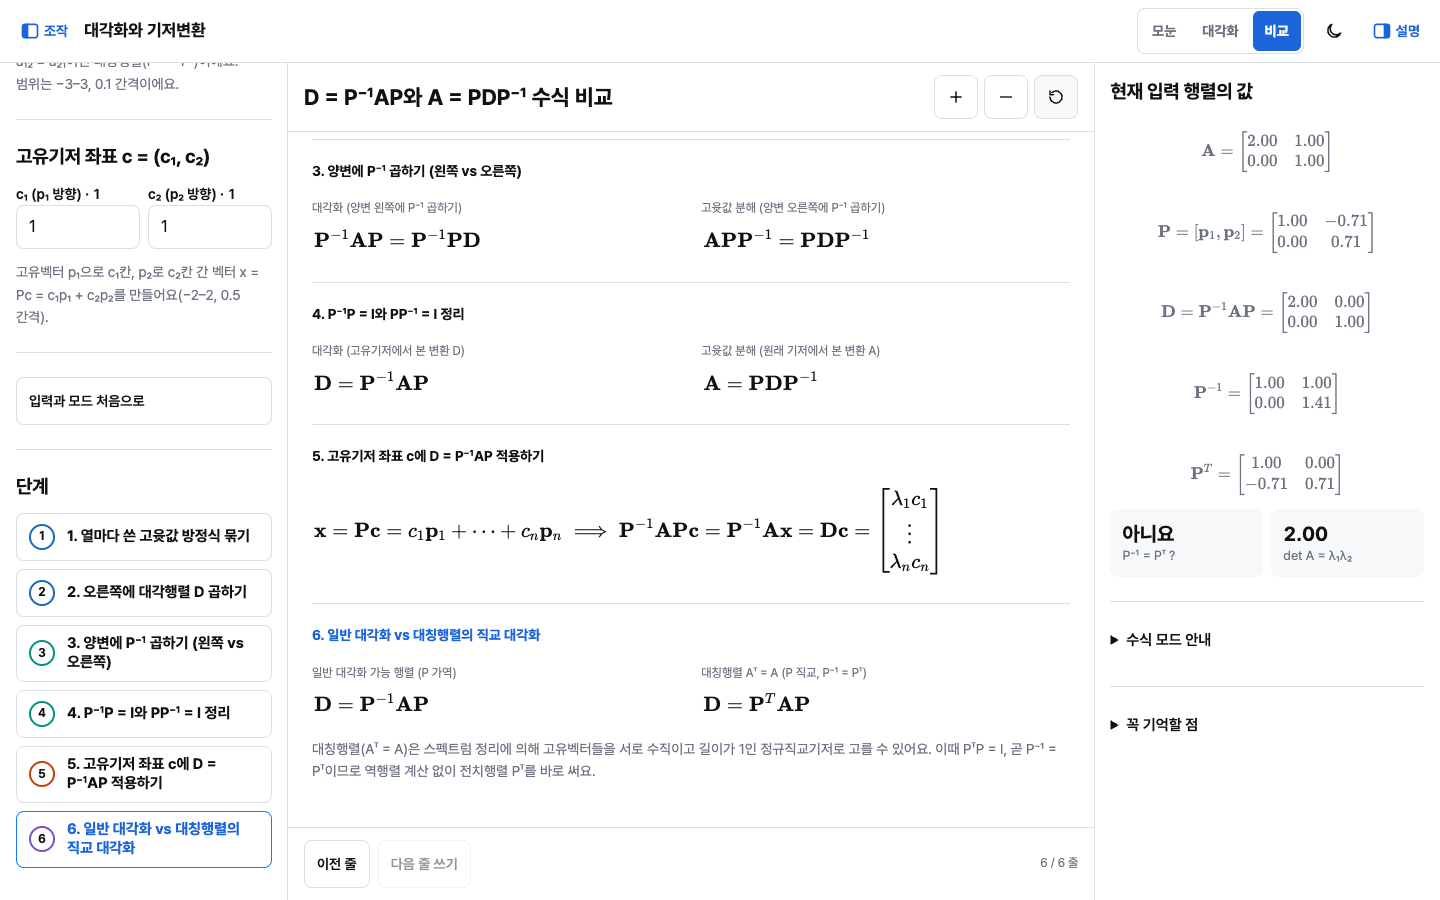 조작
대각화와 기저변환
모눈
대각화
비교
설명
범위는 −3–3, 0.1 간격이에요.
고유기저 좌표 c = (c₁, c₂)
c₁ (p₁ 방향) · 1
c₂ (p₂ 방향) · 1
1
1
고유벡터 p₁으로 c₁칸, p₂로 c₂칸 간 벡터 x =
Pc = c₁p₁ + c₂p₂를 만들어요(−2–2, 0.5
간격).
입력과 모드 처음으로
단계
1 1. 열마다 쓴 고윳값 방정식 묶기
2 2. 오른쪽에 대각행렬 D 곱하기
3 3. 양변에 P⁻¹ 곱하기 (왼쪽 vs
오른쪽)
4 4. P⁻¹P = I와 PP⁻¹ = I 정리
5 5. 고유기저 좌표 c에 D =
P⁻¹AP 적용하기
6 6. 일반 대각화 vs 대칭행렬의
직교 대각화
D = P⁻¹AP와 A = PDP⁻¹ 수식 비교
3. 양변에 P⁻¹ 곱하기 (왼쪽 vs 오른쪽)
대각화 (양변 왼쪽에 P⁻¹ 곱하기)
고윳값 분해 (양변 오른쪽에 P⁻¹ 곱하기)
P⁻¹AP = P⁻¹PD
APP⁻¹ = PDP⁻¹
4. P⁻¹P = I와 PP⁻¹ = I 정리
대각화 (고유기저에서 본 변환 D)
고윳값 분해 (원래 기저에서 본 변환 A)
D = P⁻¹AP
A = PDP⁻¹
5. 고유기저 좌표 c에 D = P⁻¹AP 적용하기
x = Pc = c₁p₁ + ⋯ + cₙpₙ ⟹ P⁻¹APc = P⁻¹Ax = Dc = [λ₁c₁ ⋮ λₙcₙ]
6. 일반 대각화 vs 대칭행렬의 직교 대각화
일반 대각화 가능 행렬 (P 가역)
대칭행렬 Aᵀ = A (P 직교, P⁻¹ = Pᵀ)
D = P⁻¹AP
D = PᵀAP
대칭행렬(Aᵀ = A)은 스펙트럼 정리에 의해 고유벡터들을 서로 수직이고 길이가 1인 정규직교기저로 고를 수 있어요. 이때 PᵀP = I, 곧 P⁻¹ =
Pᵀ이므로 역행렬 계산 없이 전치행렬 Pᵀ를 바로 써요.
이전 줄
다음 줄 쓰기
6 / 6 줄
현재 입력 행렬의 값
A = [2.00 1.00
0.00 1.00]
P = [p₁, p₂] = [1.00 −0.71
0.00 0.71]
D = P⁻¹AP = [2.00 0.00
0.00 1.00]
P⁻¹ = [1.00 1.00
0.00 1.41]
Pᵀ = [1.00 0.00
−0.71 0.71]
아니요
P⁻¹ = Pᵀ ?
2.00
det A = λ₁λ₂
수식 모드 안내
꼭 기억할 점